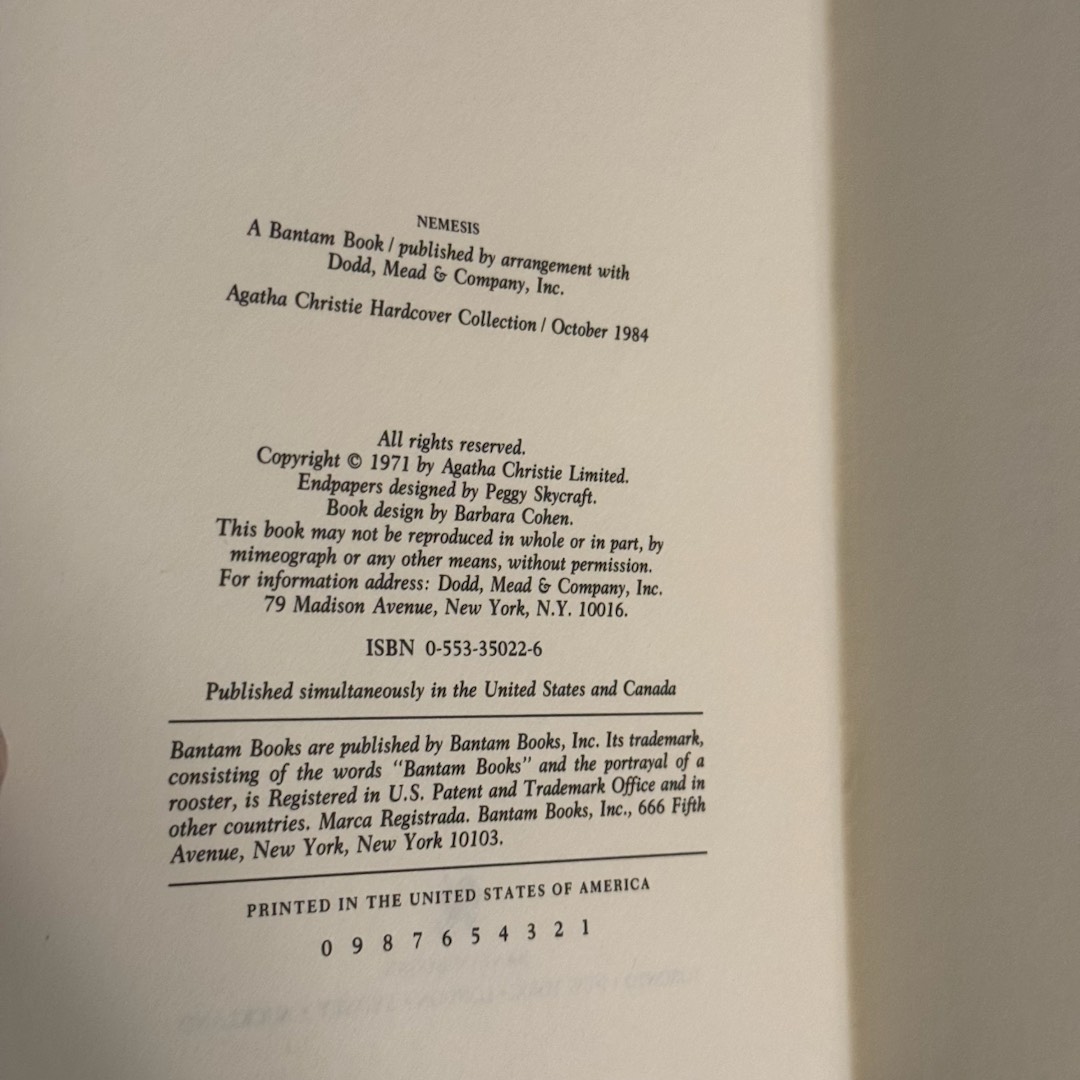 NEMESIS
A Bantam Book / published by arrangement with
Dodd, Mead & Company, Inc.
Agatha Christie Hardcover Collection / October 1984
All rights reserved.
Copyright © 1971 by Agatha Christie Limited.
Endpapers designed by Peggy Skycraft.
Book design by Barbara Cohen.
This book may not be reproduced in whole or in part, by
mimeograph or any other means, without permission.
For information address: Dodd, Mead & Company, Inc.
79 Madison Avenue, New York, N.Y. 10016.
ISBN 0-553-35022-6
Published simultaneously in the United States and Canada
Bantam Books are published by Bantam Books, Inc. Its trademark,
consisting of the words “Bantam Books” and the portrayal of a
rooster, is Registered in U.S. Patent and Trademark Office and in
other countries. Marca Registrada. Bantam Books, Inc., 666 Fifth
Avenue, New York, New York 10103.
PRINTED IN THE UNITED STATES OF AMERICA
0 9 8 7 6 5 4 3 2 1